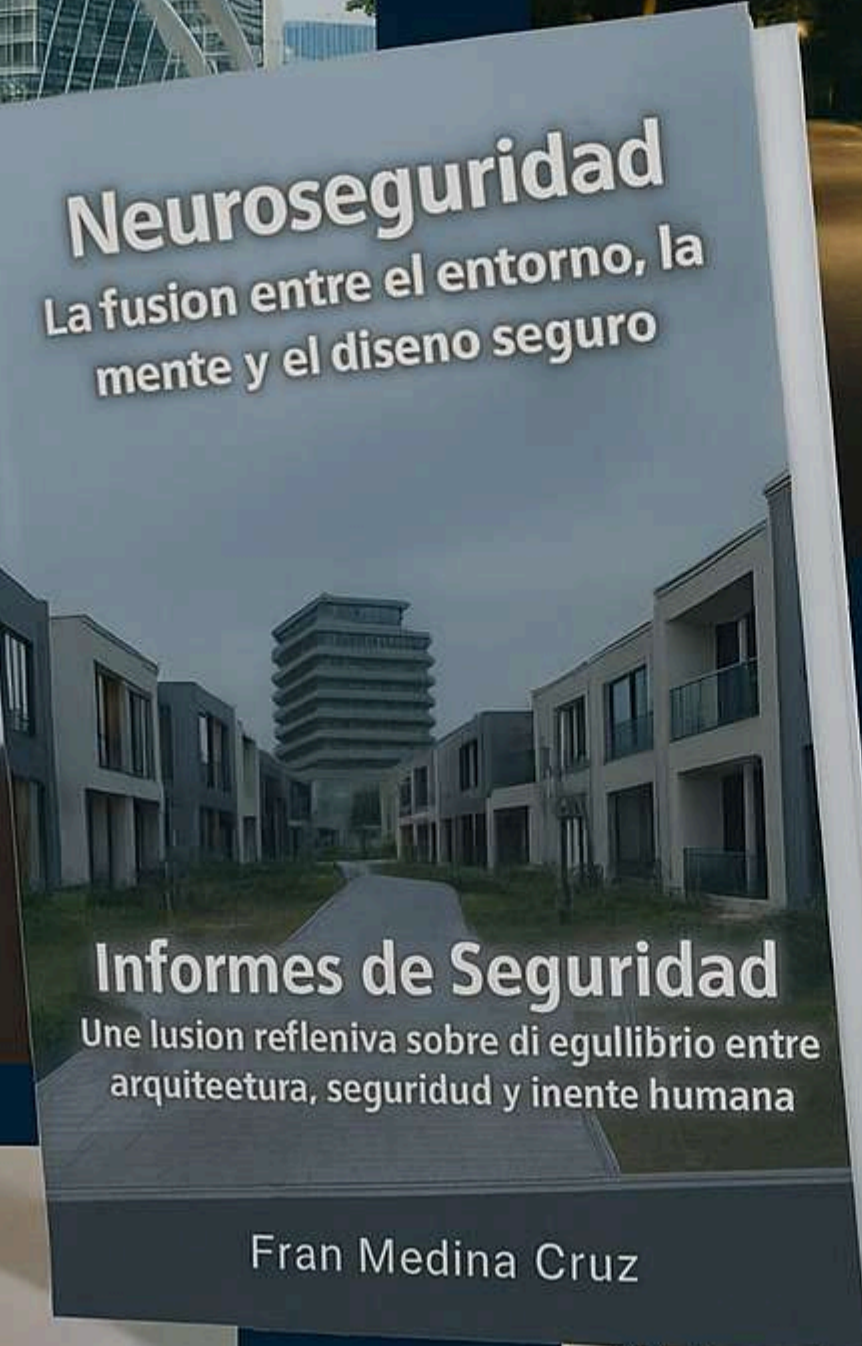 Neuroseguridad
La fusion entre el entorno, la
mente y el diseno seguro
Informes de Seguridad
Une lusion refleniva sobre di egullibrio entre
arquiteetura, seguridud y inente humana
Fran Medina Cruz